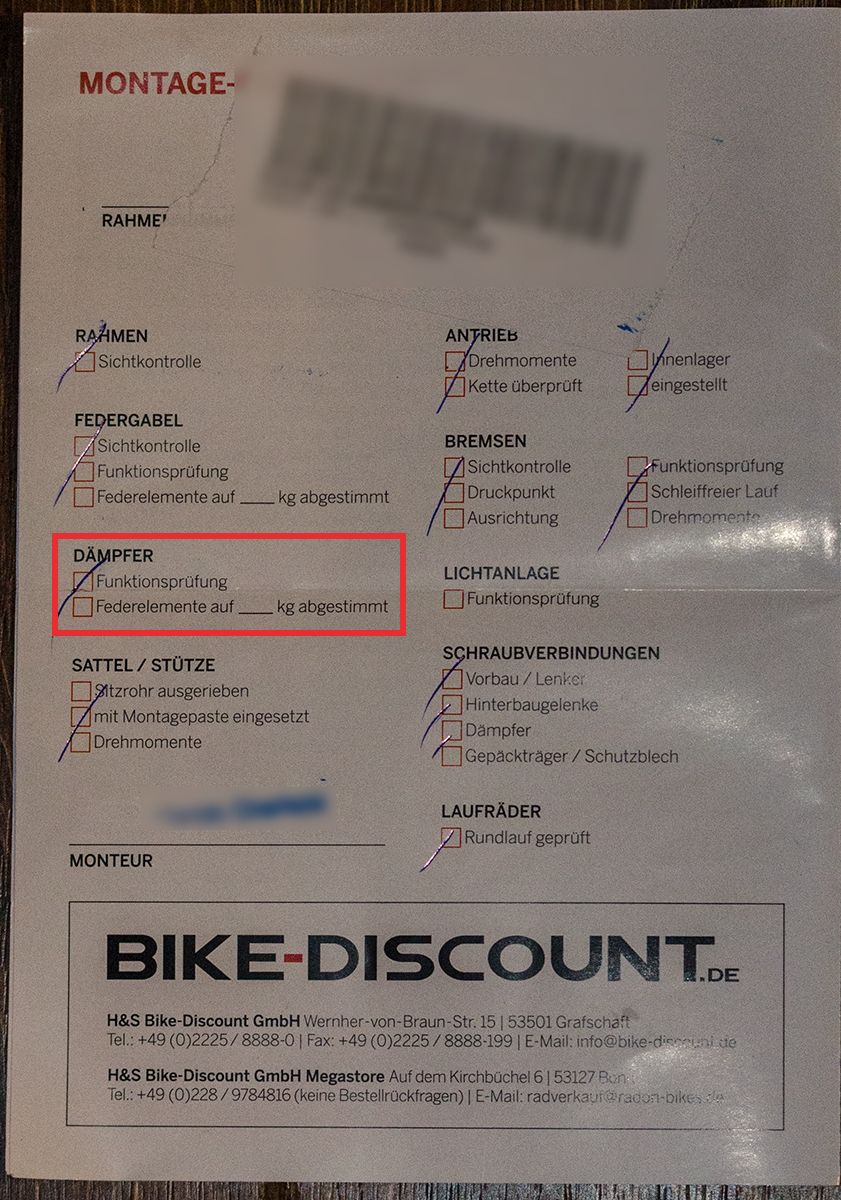 MONTAGE-
RAHMEN
Sichtkontrolle
FEDERGABEL
Sichtkontrolle
Funktionsprüfung
Federelemente auf ____ kg abgestimmt
DÄMPFER
Funktionsprüfung
Federelemente auf ____ kg abgestimmt
SATTEL / STÜTZE
Sitzrohr ausgerieben
mit Montagepaste eingesetzt
Drehmomente
MONTEUR
ANTRIEB
Drehmomente
Kette überprüft
Innenlager
eingestellt
BREMSEN
Sichtkontrolle
Druckpunkt
Ausrichtung
Funktionsprüfung
Schleiffreier Lauf
Drehmomente
LICHTANLAGE
Funktionsprüfung
SCHRAUBVERBINDUNGEN
Vorbau / Lenker
Hinterbaugelenke
Dämpfer
Gepäckträger / Schutzblech
LAUFRÄDER
Rundlauf geprüft
BIKE-DISCOUNT.DE
H&S Bike-Discount GmbH Wernher-von-Braun-Str. 15 | 53501 Grafschaft
Tel.: +49 (0)2225 / 8888-0 | Fax: +49 (0)2225 / 8888-199 | E-Mail: info@bike-discount.de
H&S Bike-Discount GmbH Megastore Auf dem Kirchbüchel 6 | 53127 Bonn
Tel.: +49 (0)228 / 9784816 (keine Bestellrückfragen) | E-Mail: radverkauf@radon-bikes.de